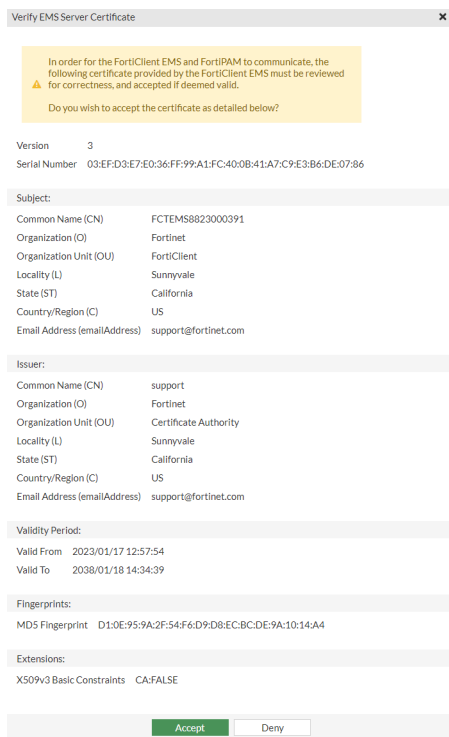 Verify EMS Server Certificate
In order for the FortiClient EMS and FortiPAM to communicate, the
following certificate provided by the FortiClient EMS must be reviewed
for correctness, and accepted if deemed valid.
Do you wish to accept the certificate as detailed below?
Version 3
Serial Number 03:EF:D3:E7:E0:36:FF:99:A1:FC:40:0B:41:A7:C9:E3:B6:DE:07:86
Subject:
Common Name (CN) FCTEMS8823000391
Organization (O) Fortinet
Organization Unit (OU) FortiClient
Locality (L) Sunnyvale
State (ST) California
Country/Region (C) US
Email Address (emailAddress) support@fortinet.com
Issuer:
Common Name (CN) support
Organization (O) Fortinet
Organization Unit (OU) Certificate Authority
Locality (L) Sunnyvale
State (ST) California
Country/Region (C) US
Email Address (emailAddress) support@fortinet.com
Validity Period:
Valid From 2023/01/17 12:57:54
Valid To 2038/01/18 14:34:39
Fingerprints:
MD5 Fingerprint D1:0E:95:9A:2F:54:F6:D9:D8:EC:BC:DE:9A:10:14:A4
Extensions:
X509v3 Basic Constraints CA:FALSE
Accept Deny